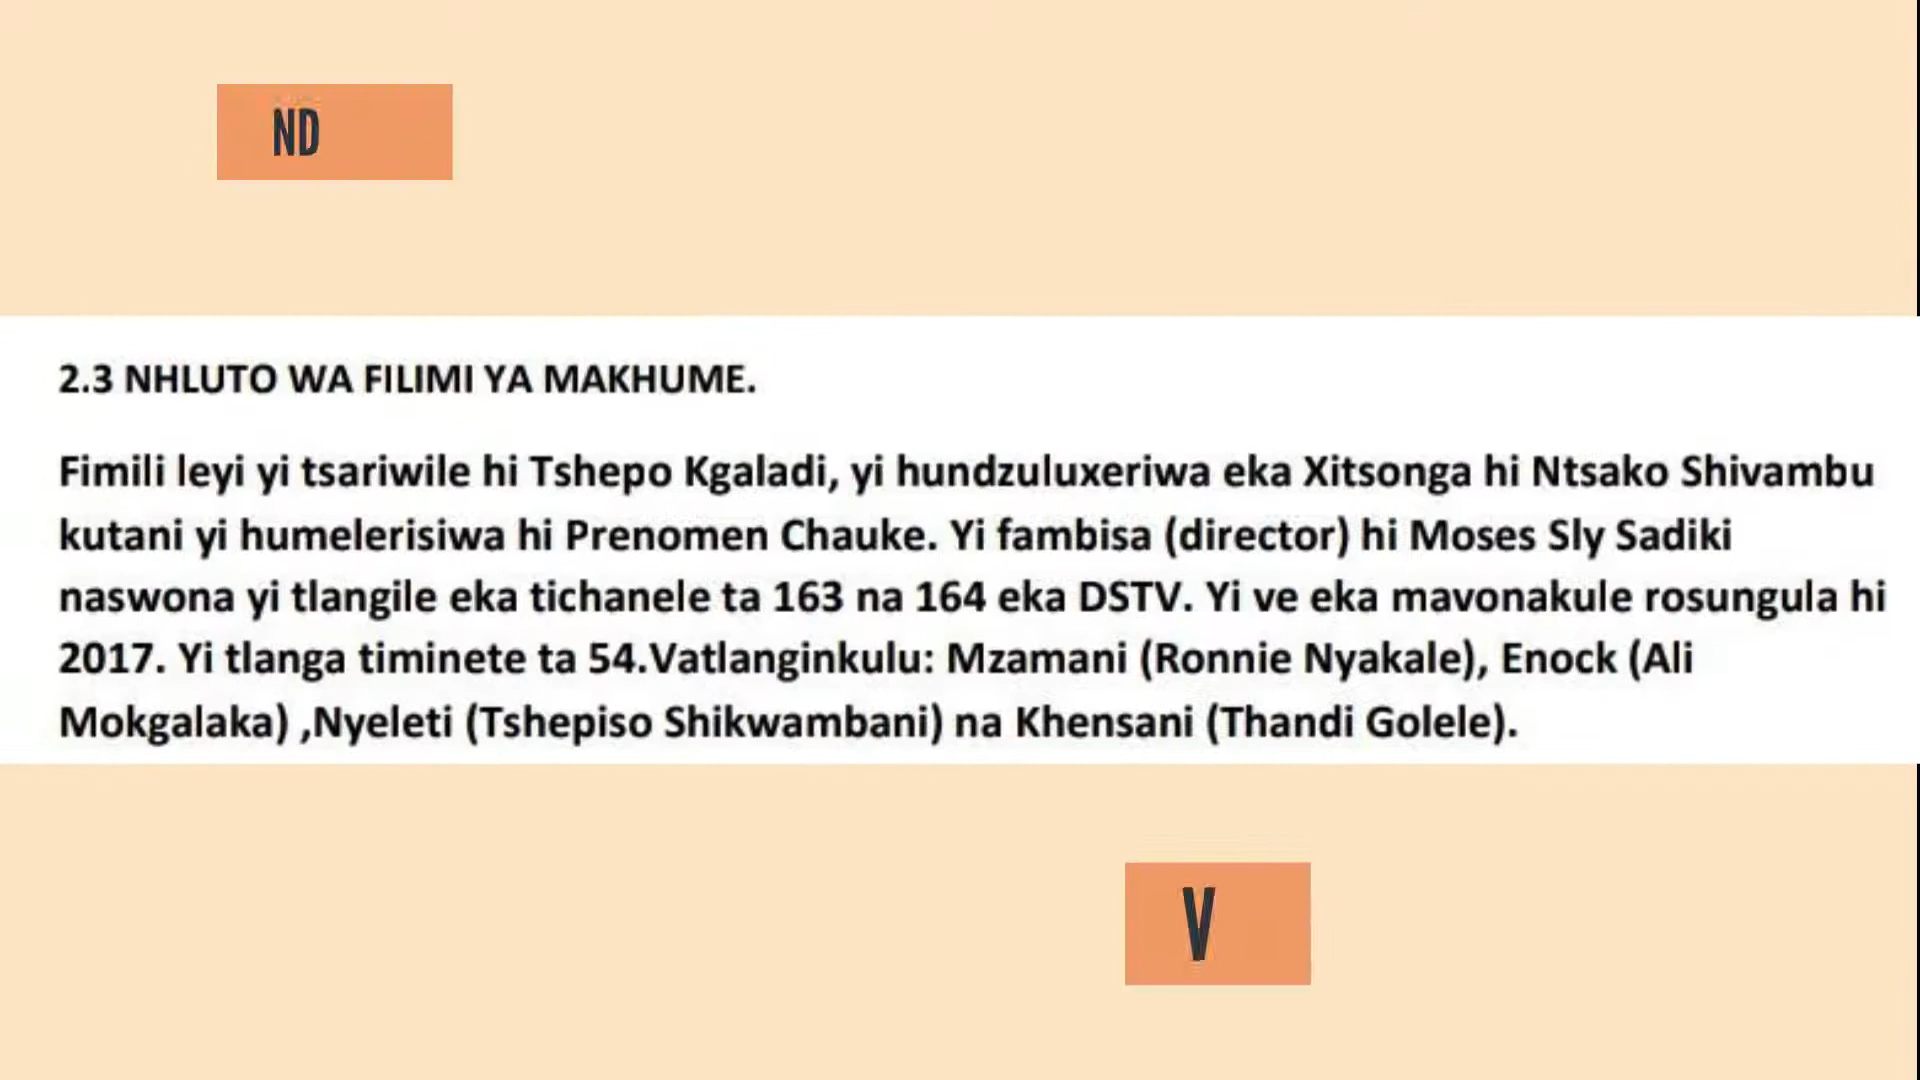 ND
2.3 NHLUTO WA FILIMI YA MAKHUME.
Fimili leyi yi tsariwile hi Tshepo Kgaladi, yi hundzuluxeriwa eka Xitsonga hi Ntsako Shivambu
kutani yi humelerisiwa hi Prenomen Chauke. Yi fambisa (director) hi Moses Sly Sadiki
naswona yi tlangile eka tichanele ta 163 na 164 eka DSTV. Yi ve eka mavonakule rosungula hi
2017. Yi tlanga timinete ta 54.Vatlanginkulu: Mzamani (Ronnie Nyakale), Enock (Ali
Mokgalaka) ,Nyeleti (Tshepiso Shikwambani) na Khensani (Thandi Golele).
V